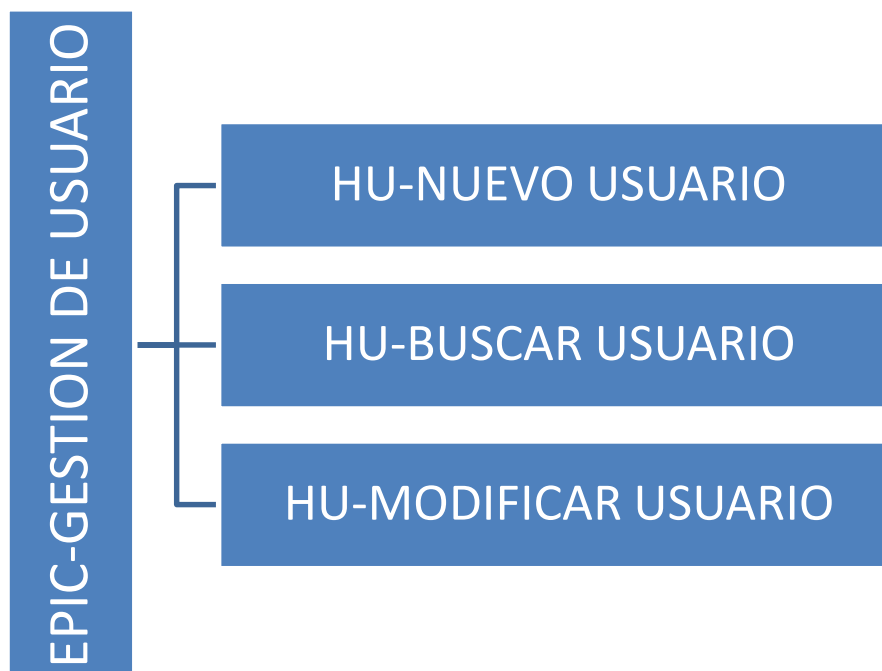 EPIC-GESTION DE USUARIO
HU-NUEVO USUARIO
HU-BUSCAR USUARIO
HU-MODIFICAR USUARIO